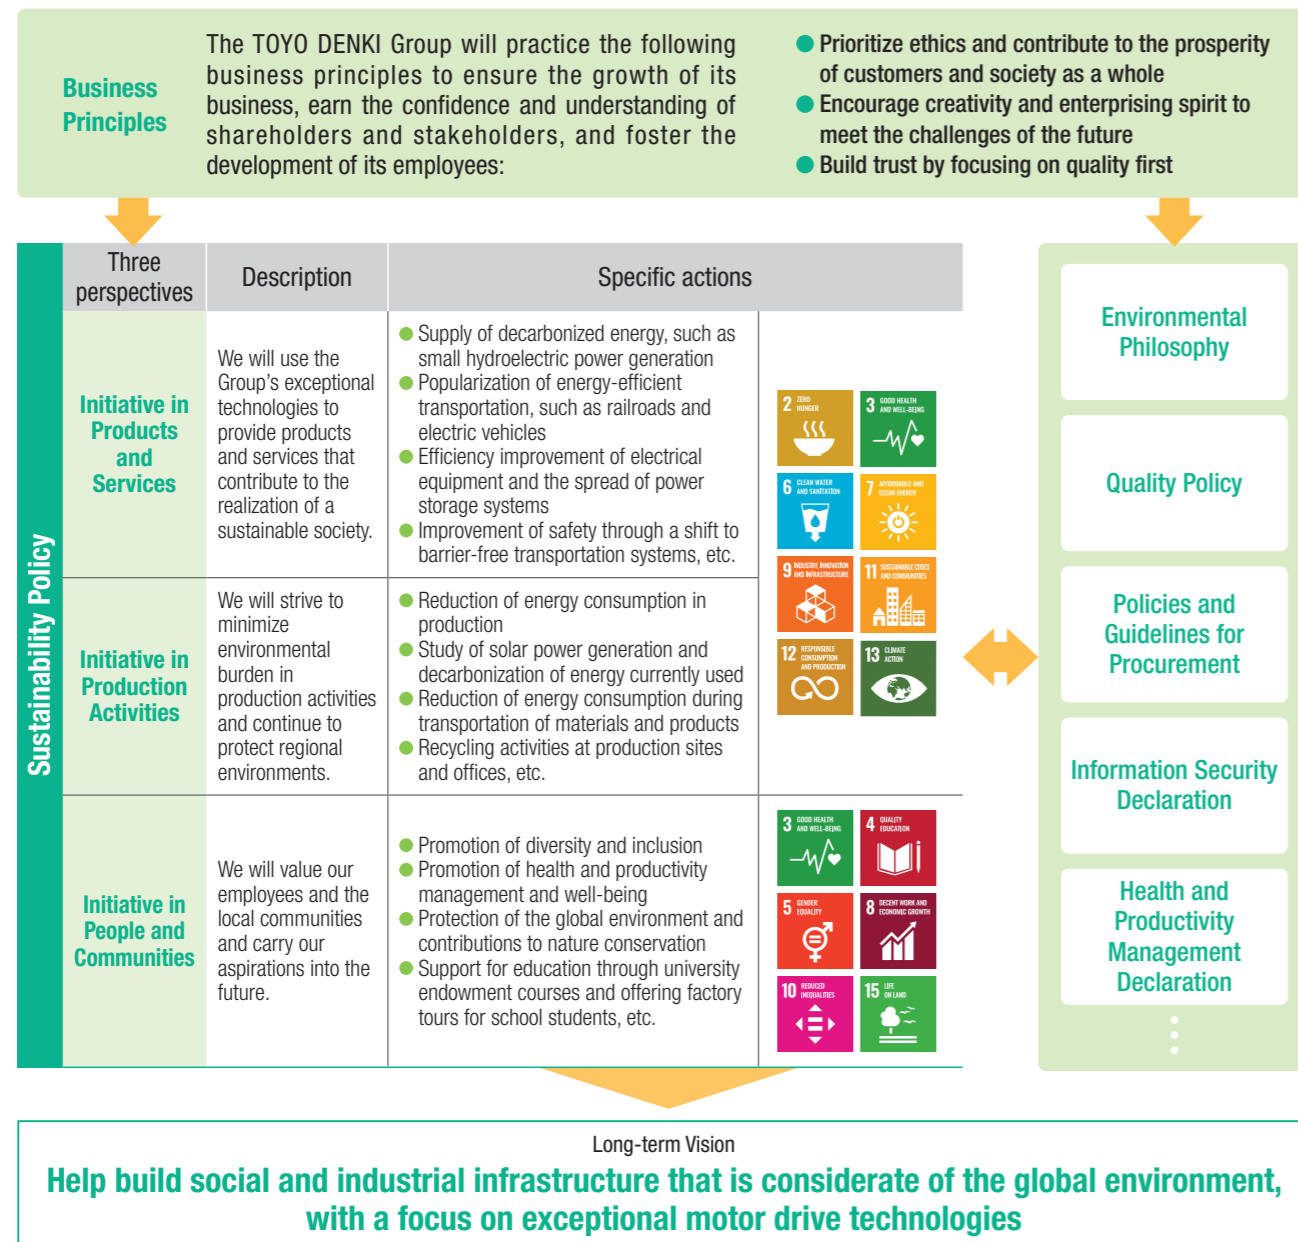 Business
Principles
The TOYO DENKI Group will practice the following
business principles to ensure the growth of its
business, earn the confidence and understanding of
shareholders and stakeholders, and foster the
development of its employees:
● Prioritize ethics and contribute to the prosperity
of customers and society as a whole
● Encourage creativity and enterprising spirit to
meet the challenges of the future
● Build trust by focusing on quality first
Sustainability Policy
Three
perspectives
Description
Specific actions
Initiative in
Products
and
Services
We will use the
Group's exceptional
technologies to
provide products
and services that
contribute to the
realization of a
sustainable society.
● Supply of decarbonized energy, such as
small hydroelectric power generation
● Popularization of energy-efficient
transportation, such as railroads and
electric vehicles
● Efficiency improvement of electrical
equipment and the spread of power
storage systems
● Improvement of safety through a shift to
barrier-free transportation systems, etc.
Initiative in
Production
Activities
We will strive to
minimize
environmental
burden in
production activities
and continue to
protect regional
environments.
● Reduction of energy consumption in
production
● Study of solar power generation and
decarbonization of energy currently used
● Reduction of energy consumption during
transportation of materials and products
● Recycling activities at production sites
and offices, etc.
2 ZERO
HUNGER
3 GOOD HEALTH
AND WELL-BEING
6 CLEAN WATER
AND SANITATION
7 AFFORDABLE AND
CLEAN ENERGY
9 INDUSTRY, INNOVATION
AND INFRASTRUCTURE
11 SUSTAINABLE CITIES
AND COMMUNITIES
12 RESPONSIBLE
CONSUMPTION
AND PRODUCTION
13 CLIMATE
ACTION
Initiative in
People and
Communities
We will value our
employees and the
local communities
and carry our
aspirations into the
future.
● Promotion of diversity and inclusion
● Promotion of health and productivity
management and well-being
● Protection of the global environment and
contributions to nature conservation
● Support for education through university
endowment courses and offering factory
tours for school students, etc.
3 GOOD HEALTH
AND WELL-BEING
4 QUALITY
EDUCATION
5 GENDER
EQUALITY
8 DECENT WORK AND
ECONOMIC GROWTH
10 REDUCED
INEQUALITIES
15 LIFE
ON LAND
Environmental
Philosophy
Quality Policy
Policies and
Guidelines for
Procurement
Information Security
Declaration
Health and
Productivity
Management
Declaration
Long-term Vision
Help build social and industrial infrastructure that is considerate of the global environment,
with a focus on exceptional motor drive technologies